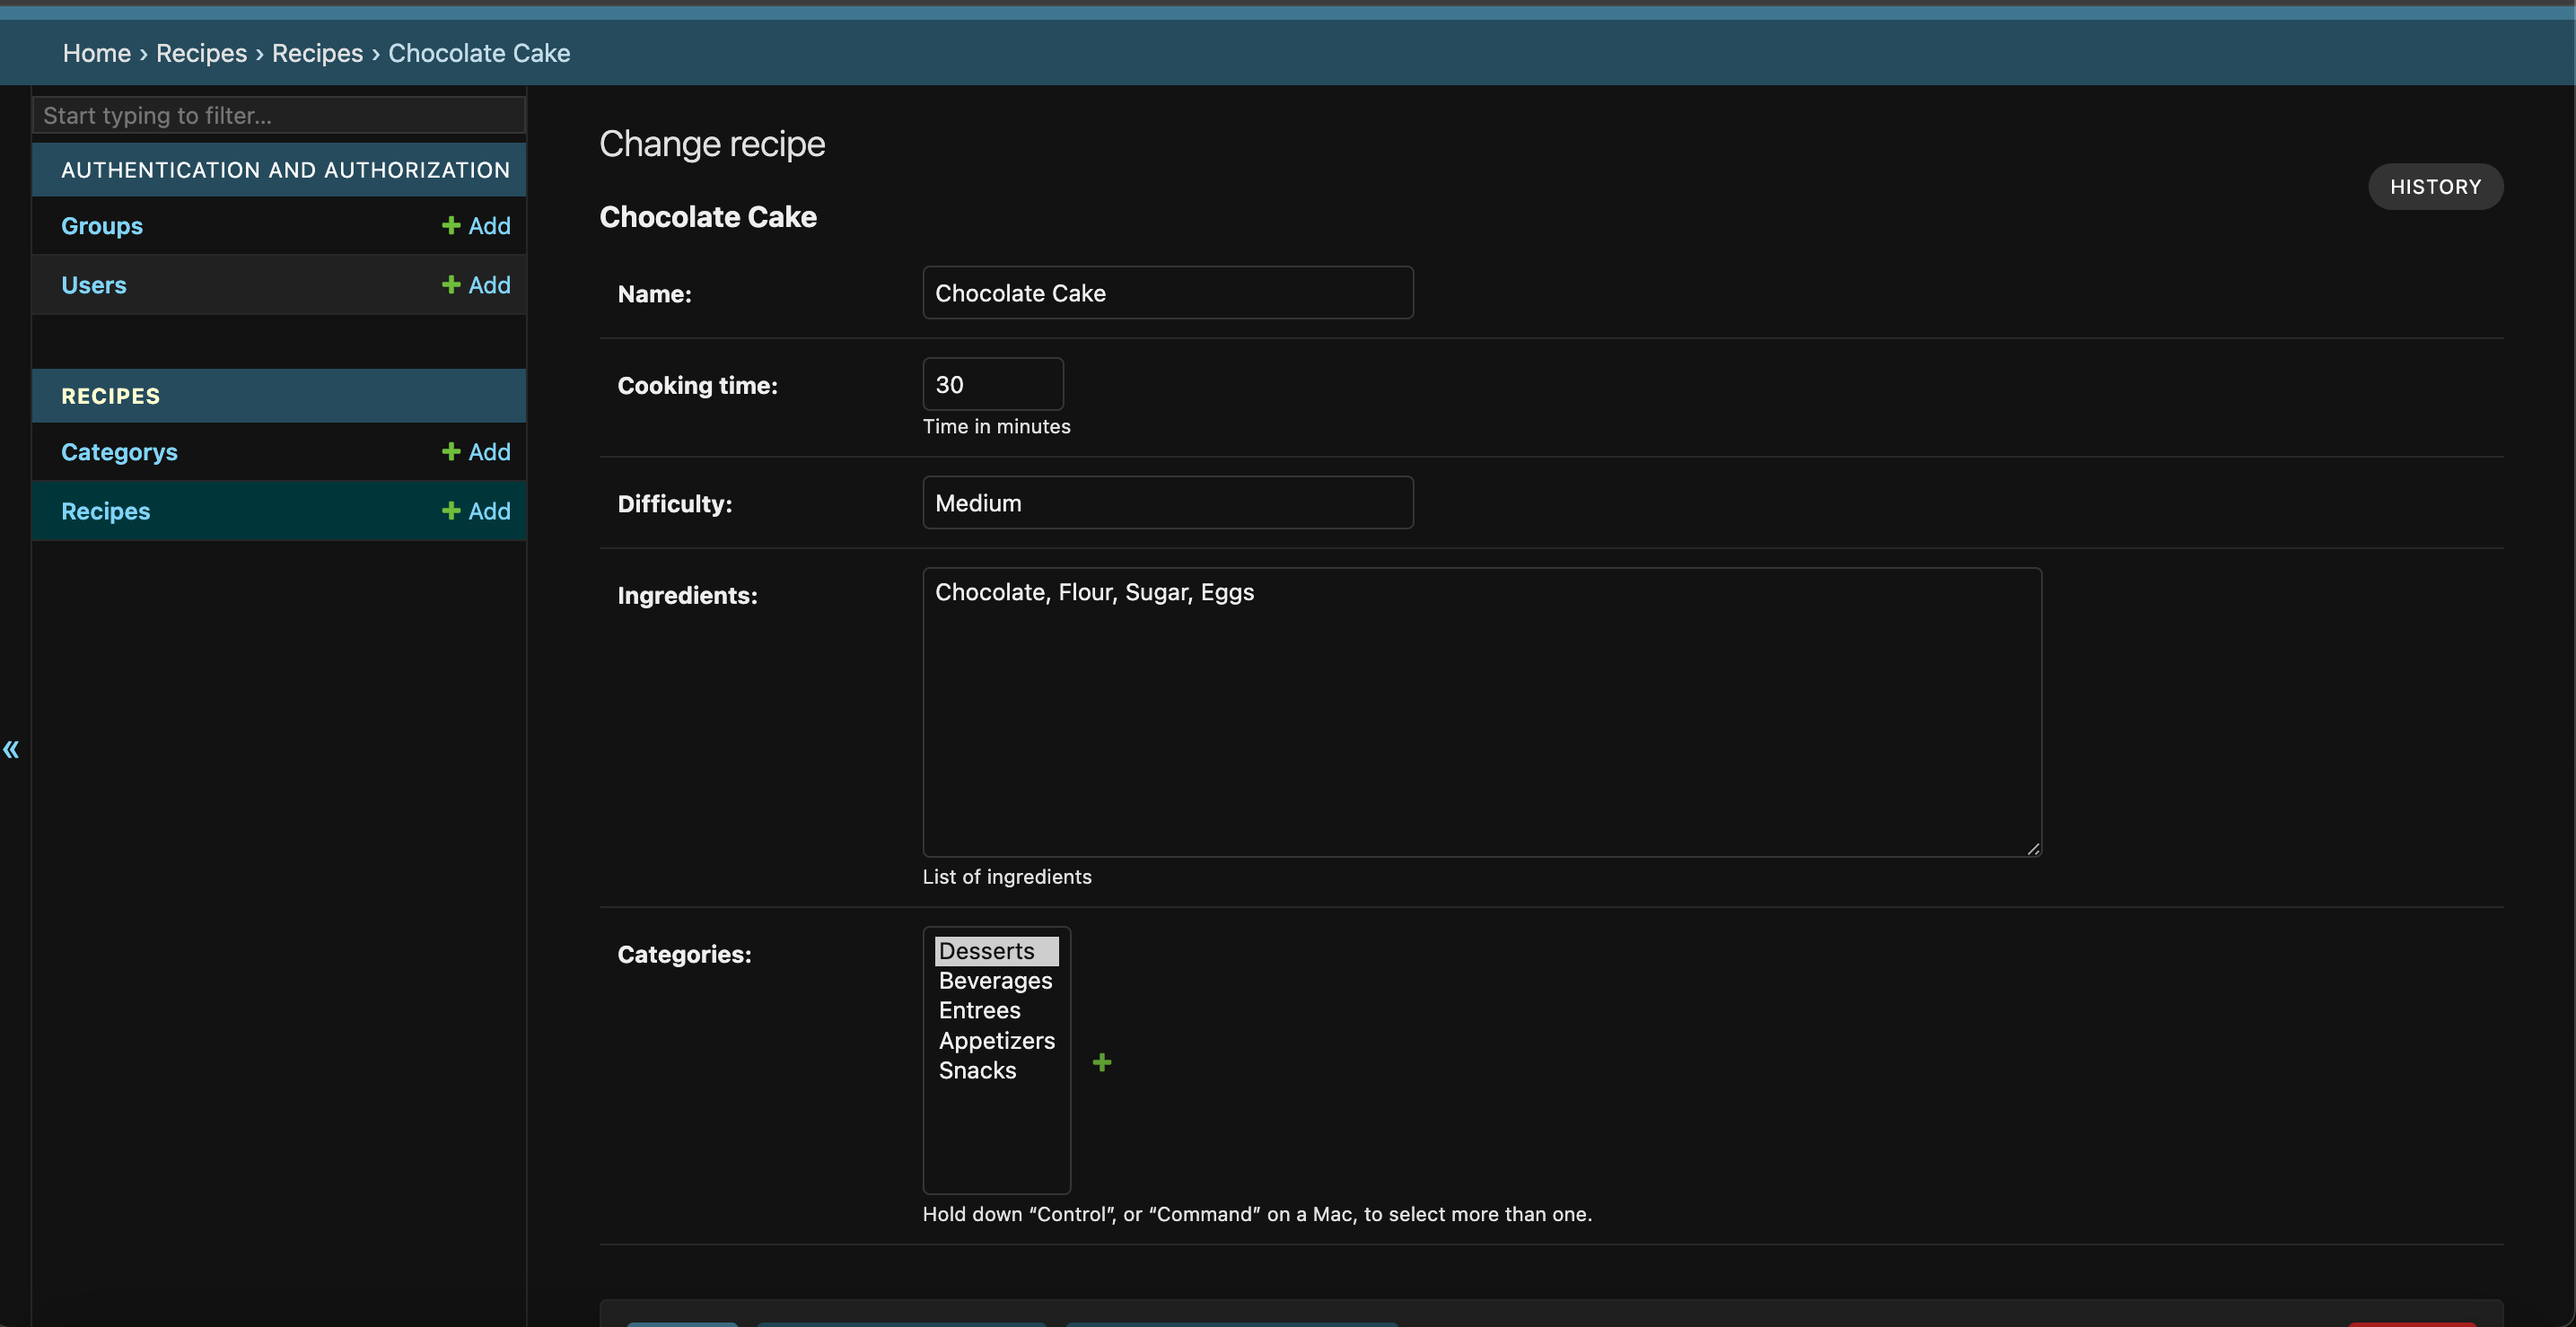 Home › Recipes › Recipes › Chocolate Cake
Start typing to filter...
AUTHENTICATION AND AUTHORIZATION
Groups + Add
Users + Add
RECIPES
Categorys + Add
Recipes + Add
«
Change recipe
HISTORY
Chocolate Cake
Name: Chocolate Cake
Cooking time: 30
Time in minutes
Difficulty: Medium
Ingredients: Chocolate, Flour, Sugar, Eggs
List of ingredients
Categories: Desserts
Beverages
Entrees
Appetizers
Snacks
Hold down “Control”, or “Command” on a Mac, to select more than one.